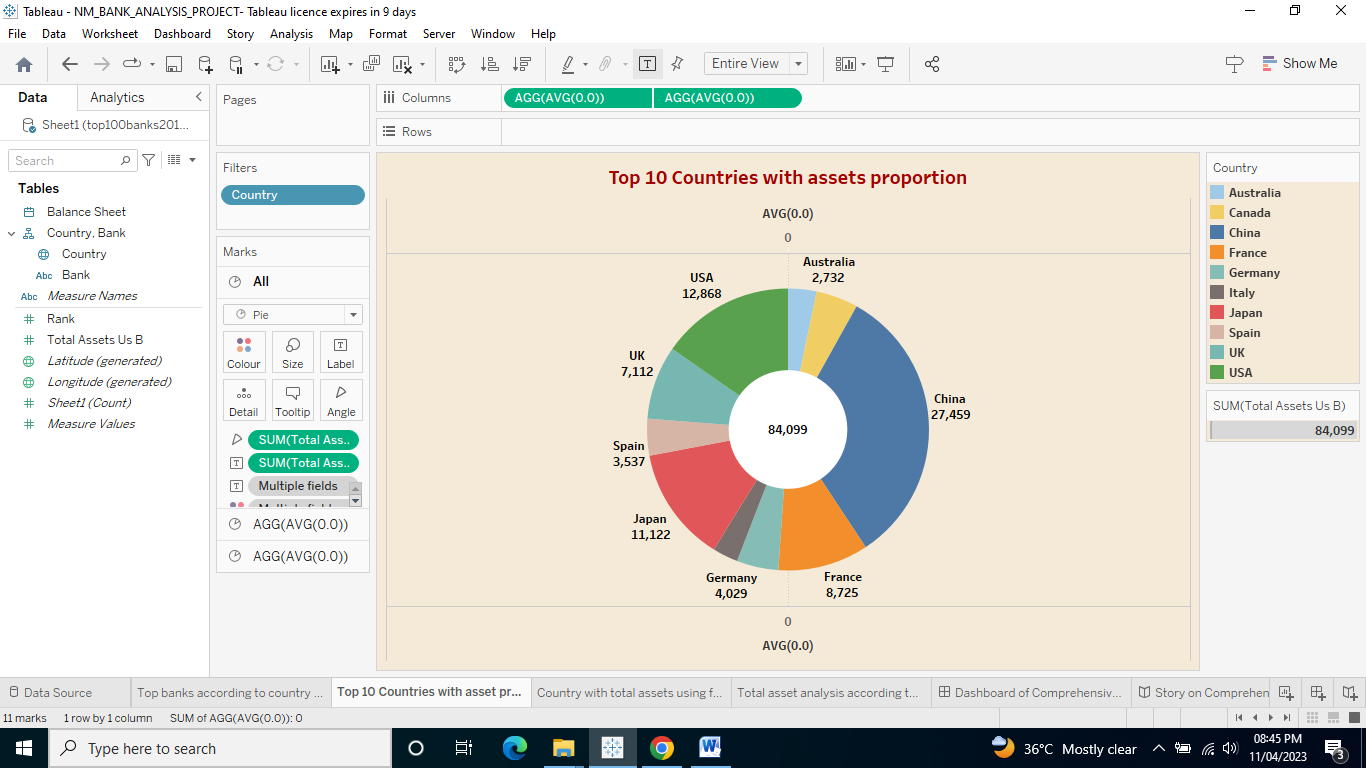 Tableau - NM_BANK_ANALYSIS_PROJECT- Tableau licence expires in 9 days
File Data Worksheet Dashboard Story Analysis Map Format Server Window Help
Entire View
Show Me
Data Analytics
Sheet1 (top100banks201...
Search
Tables
Balance Sheet
Country, Bank
Country
Abc Bank
Abc Measure Names
Rank
Total Assets Us B
Latitude (generated)
Longitude (generated)
Sheet1 (Count)
Measure Values
Pages
Filters
Country
Marks
All
Pie
Colour Size Label
Detail Tooltip Angle
SUM(Total Ass..
SUM(Total Ass..
Multiple fields
AGG(AVG(0.0))
AGG(AVG(0.0))
Columns AGG(AVG(0.0)) AGG(AVG(0.0))
Rows
Top 10 Countries with assets proportion
AVG(0.0)
0
Australia
2,732
USA
12,868
UK
7,112
China
27,459
84,099
Spain
3,537
Japan
11,122
Germany
4,029
France
8,725
0
AVG(0.0)
Country
Australia
Canada
China
France
Germany
Italy
Japan
Spain
UK
USA
SUM(Total Assets Us B)
84,099
Data Source Top banks according to country ... Top 10 Countries with asset pr... Country with total assets using f... Total asset analysis according t... Dashboard of Comprehensiv... Story on Comprehen
11 marks 1 row by 1 column SUM of AGG(AVG(0.0)): 0
Type here to search
36°C Mostly clear
08:45 PM
11/04/2023
3